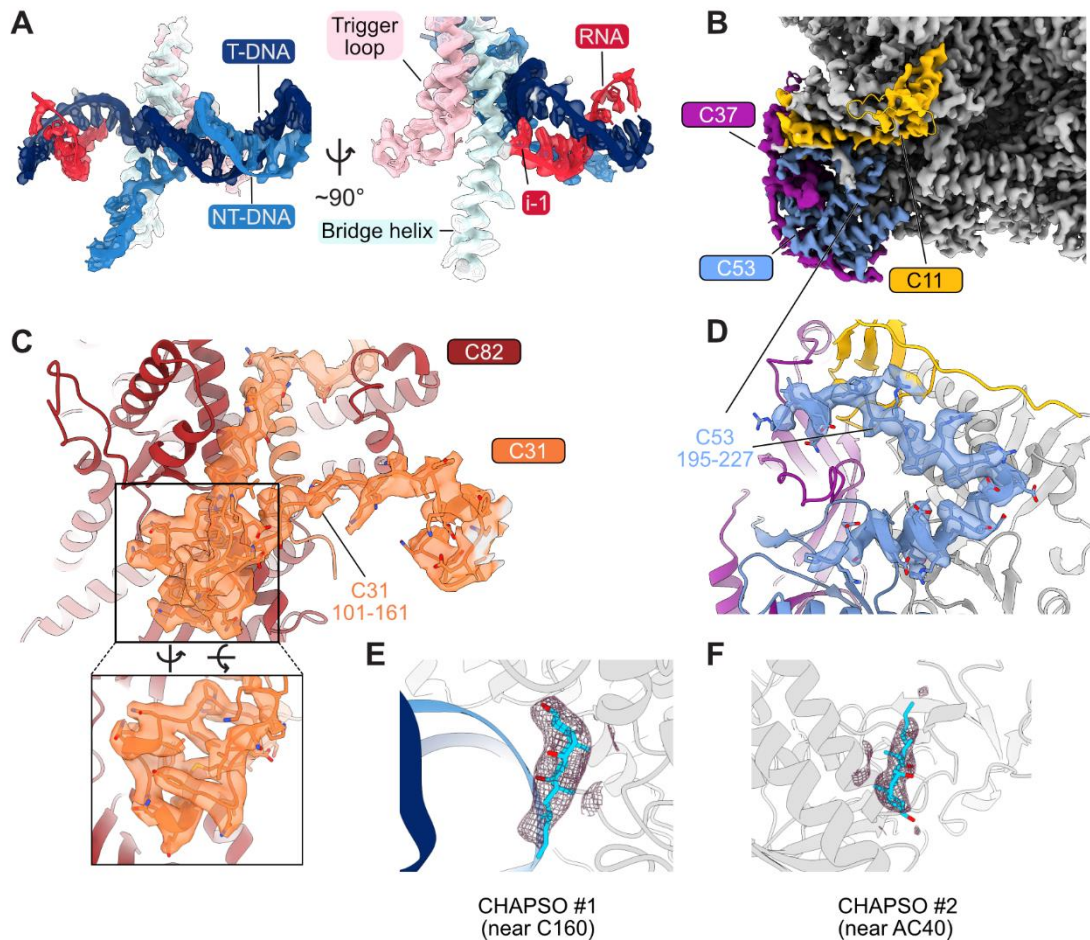 A
T-DNA
NT-DNA
~90°
Trigger
loop
RNA
i-1
Bridge helix
B
C37
C53
C11
C
C82
C31
C31
101-161
D
C53
195-227
E
CHAPSO #1
(near C160)
F
CHAPSO #2
(near AC40)